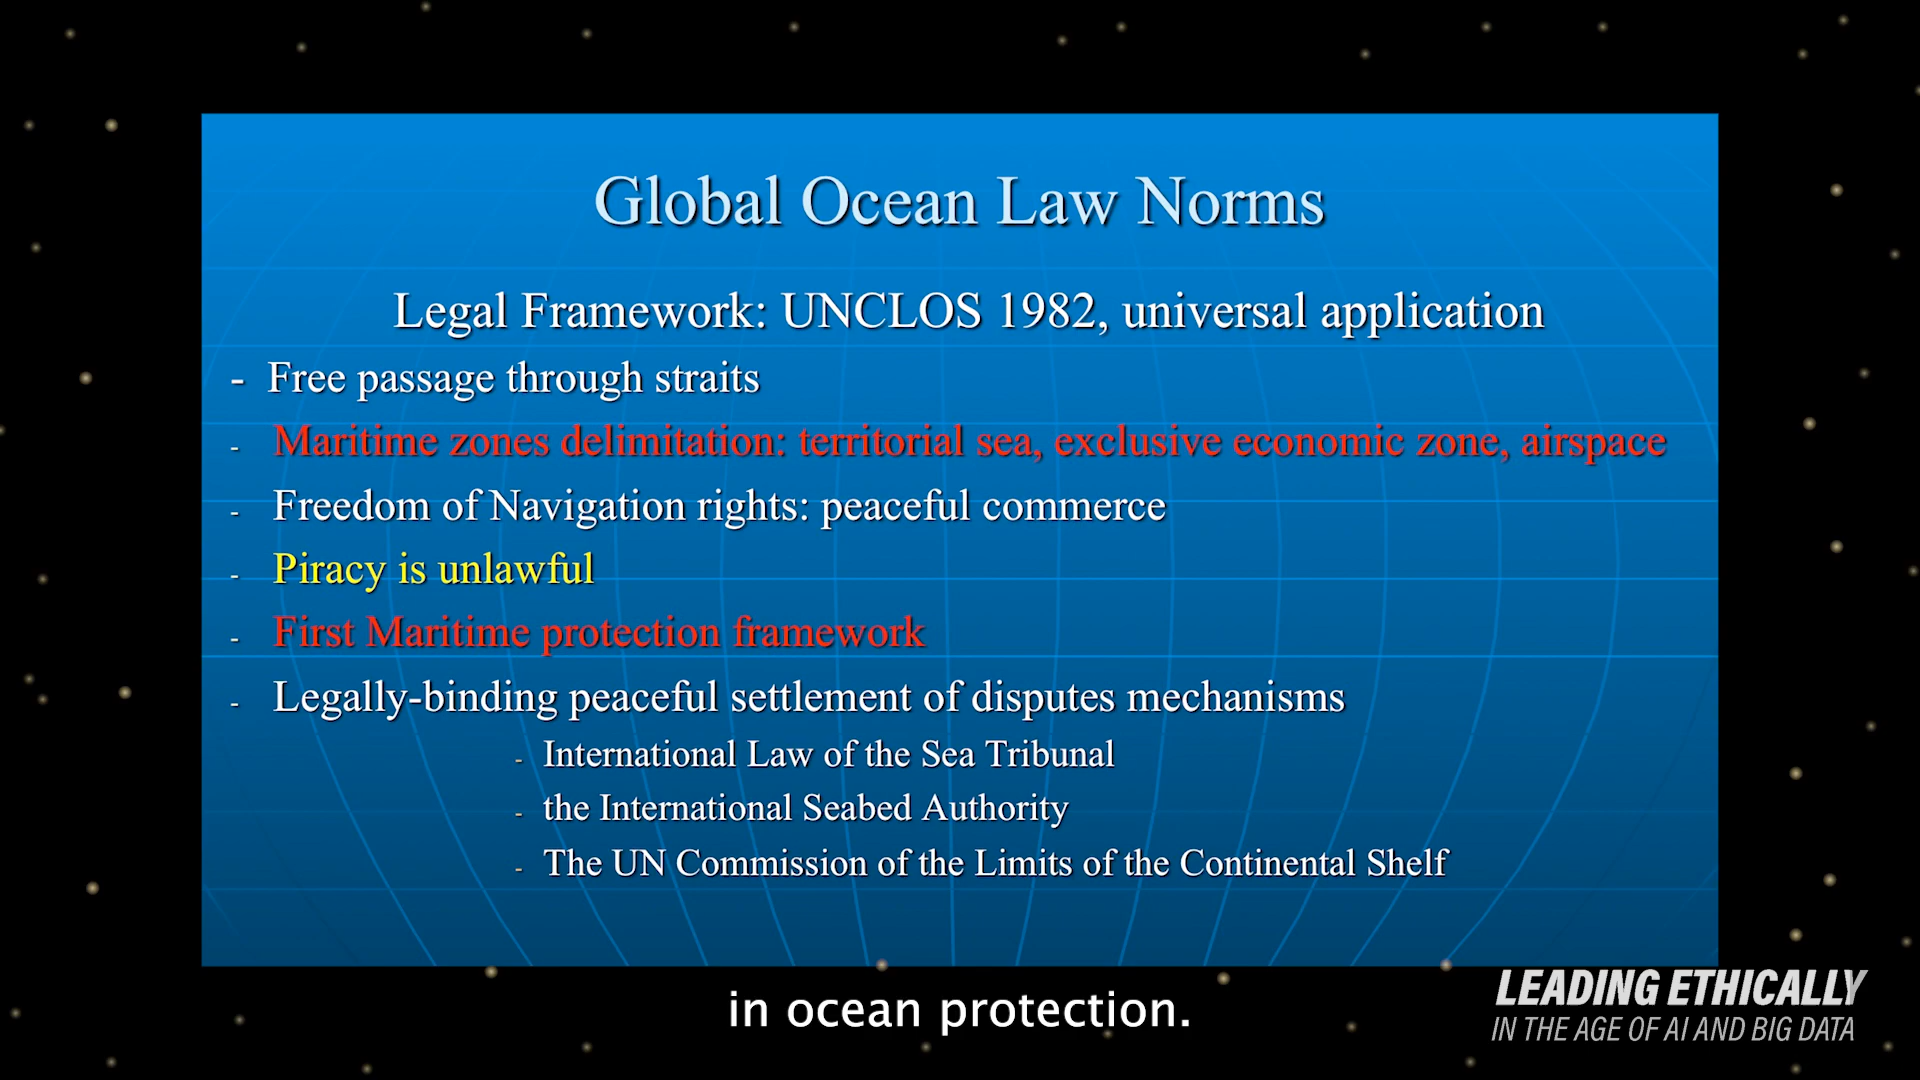 Global Ocean Law Norms
Legal Framework: UNCLOS 1982, universal application
- Free passage through straits
- Maritime zones delimitation: territorial sea, exclusive economic zone, airspace
- Freedom of Navigation rights: peaceful commerce
- Piracy is unlawful
- First Maritime protection framework
- Legally-binding peaceful settlement of disputes mechanisms
- International Law of the Sea Tribunal
- the International Seabed Authority
- The UN Commission of the Limits of the Continental Shelf
in ocean protection.
LEADING ETHICALLY
IN THE AGE OF AI AND BIG DATA